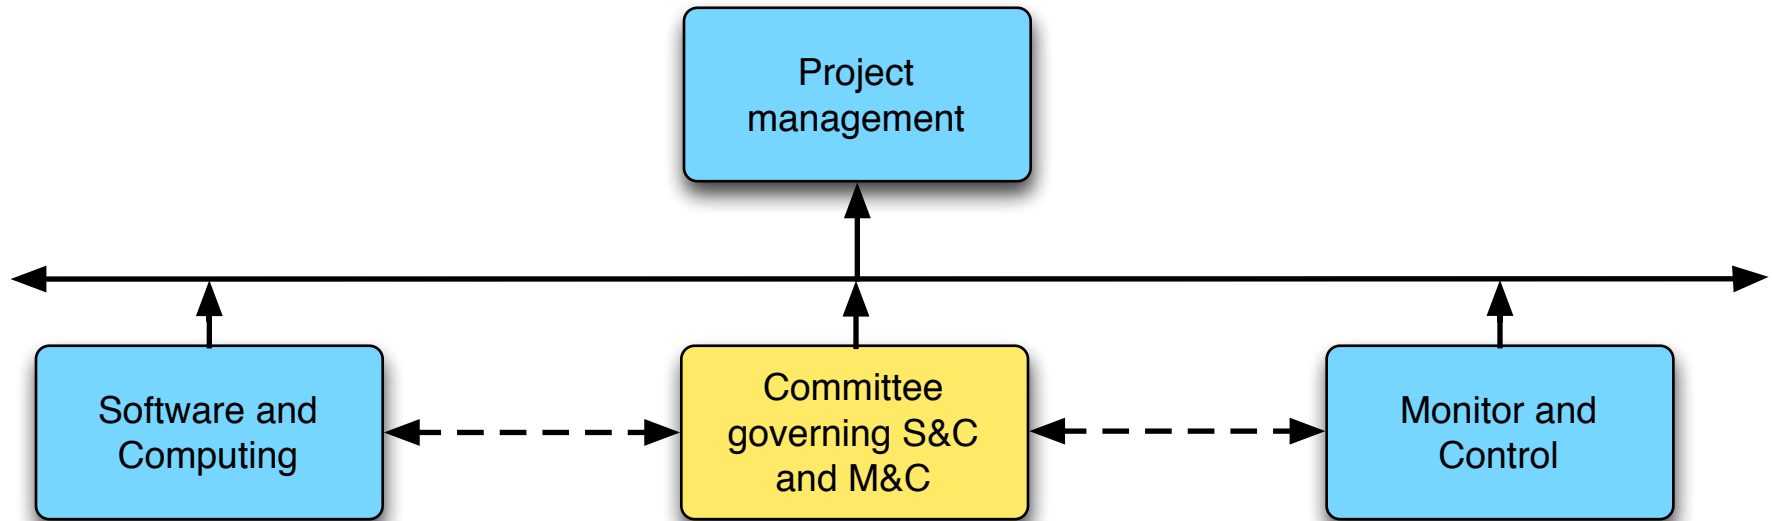 Project
management
Software and
Computing
Committee
governing S&C
and M&C
Monitor and
Control